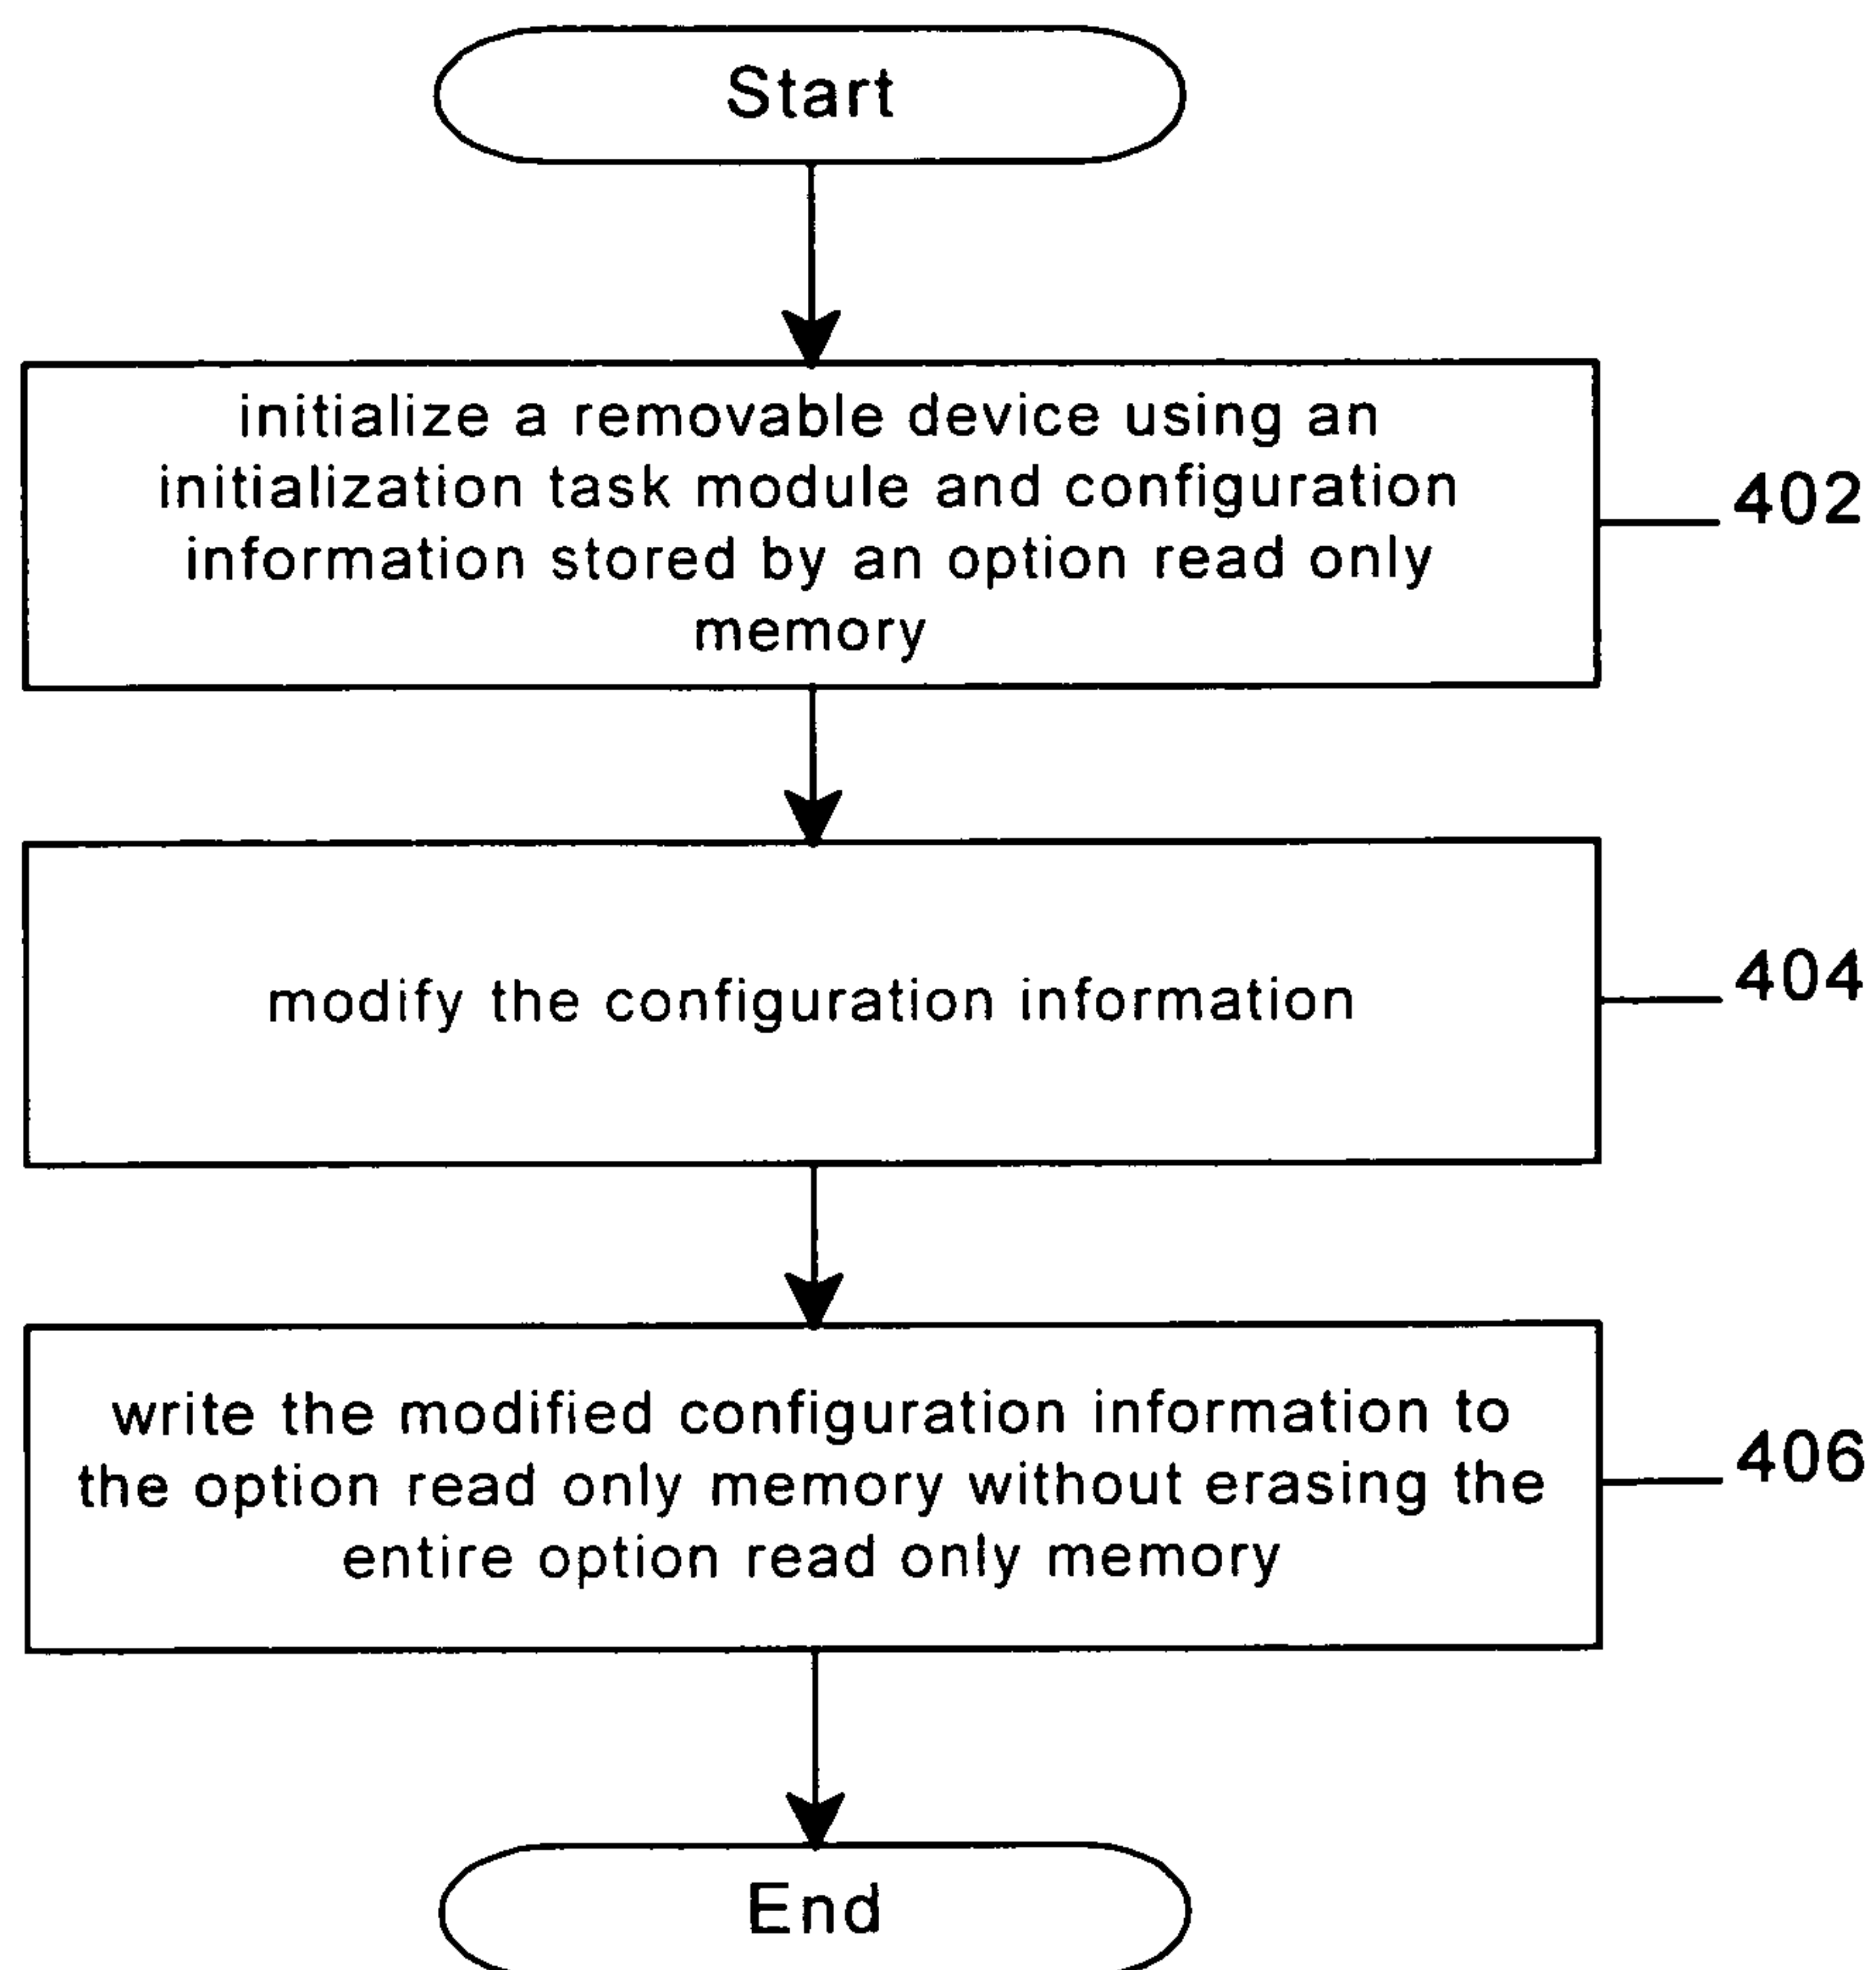 Start
initialize a removable device using an
initialization task module and configuration
information stored by an option read only
memory
402
modify the configuration information
404
write the modified configuration information to
the option read only memory without erasing the
entire option read only memory
406
End